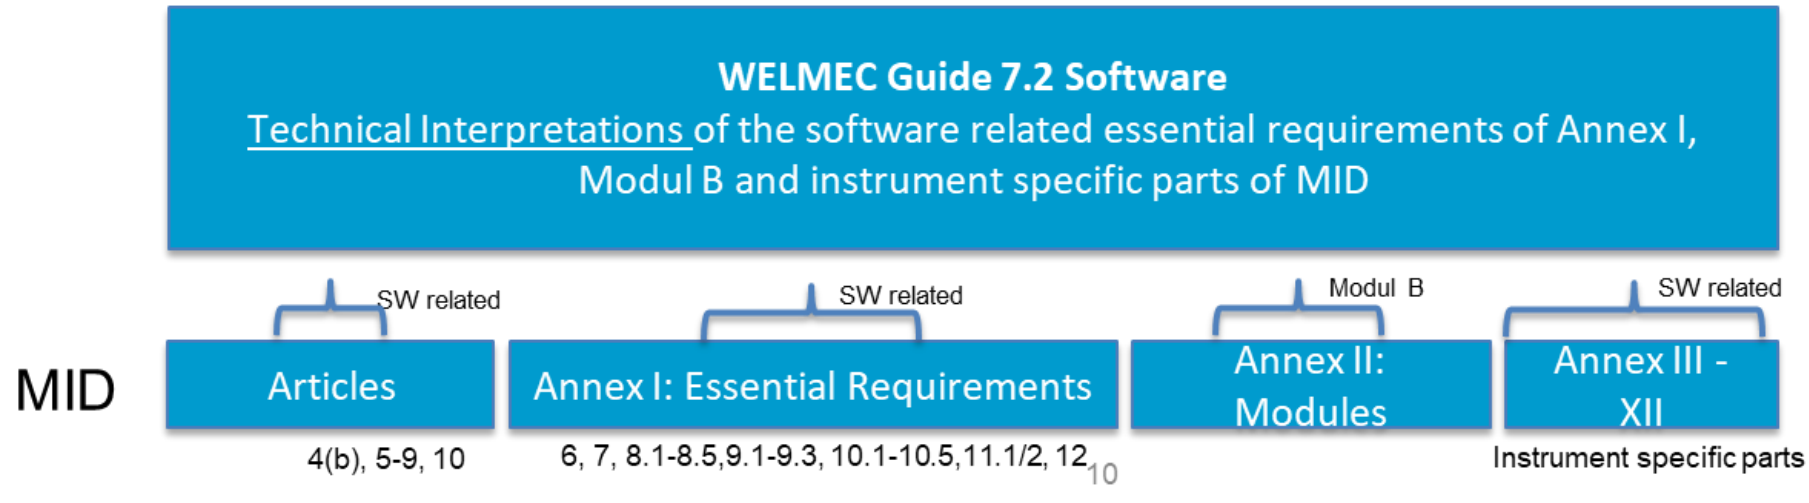 WELMEC Guide 7.2 Software
Technical Interpretations of the software related essential requirements of Annex I,
Modul B and instrument specific parts of MID
SW related
SW related
Modul B
SW related
MID
Articles
Annex I: Essential Requirements
Annex II:
Modules
Annex III -
XII
4(b), 5-9, 10
6, 7, 8.1-8.5,9.1-9.3, 10.1-10.5,11.1/2, 12
10
Instrument specific parts